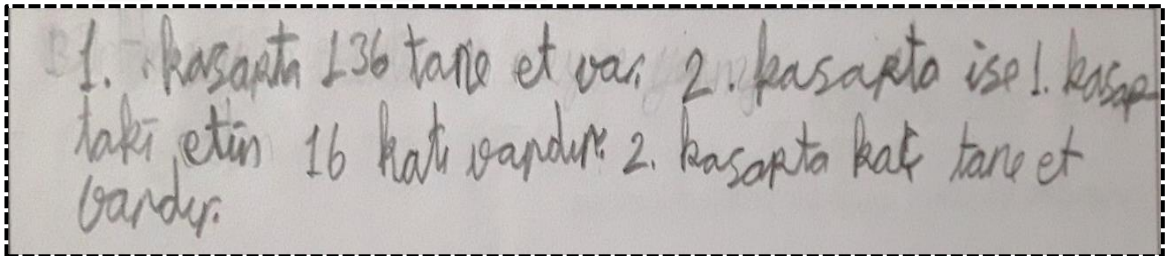 1. kasapta 136 tane et var. 2. kasapta ise 1. kasap-
taki etin 16 katı vardır. 2. kasapta kaç tane et
vardır.